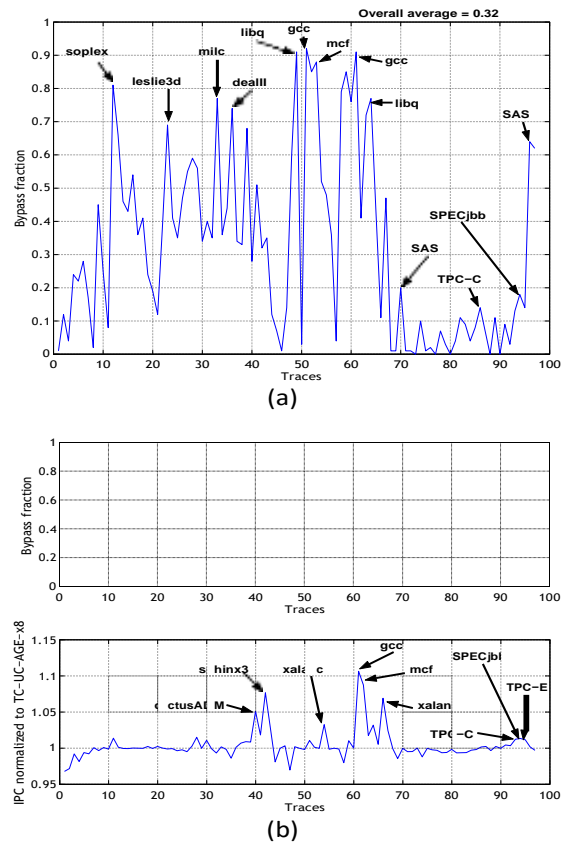 (a)
Overall average = 0.32
1
0.9
0.8
0.7
0.6
0.5
0.4
0.3
0.2
0.1
0
Bypass fraction
soplex
leslie3d
milc
dealII
libq
gcc
mcf
gcc
libq
SAS
SAS
SPECjbb
TPC-C
0 10 20 30 40 50 60 70 80 90 100
Traces
(a)
1
0.8
0.6
0.4
0.2
0
Bypass fraction
0 10 20 30 40 50 60 70 80 90 100
Traces
1.15
1.1
1.05
1
0.95
IPC normalized to TC-UC-AGE-x8
s hinx3
c ctusAD M
xala c
gcc
mcf
xalan
SPECjbl
TPC-E
TPC-C
0 10 20 30 40 50 60 70 80 90 100
Traces
(b)